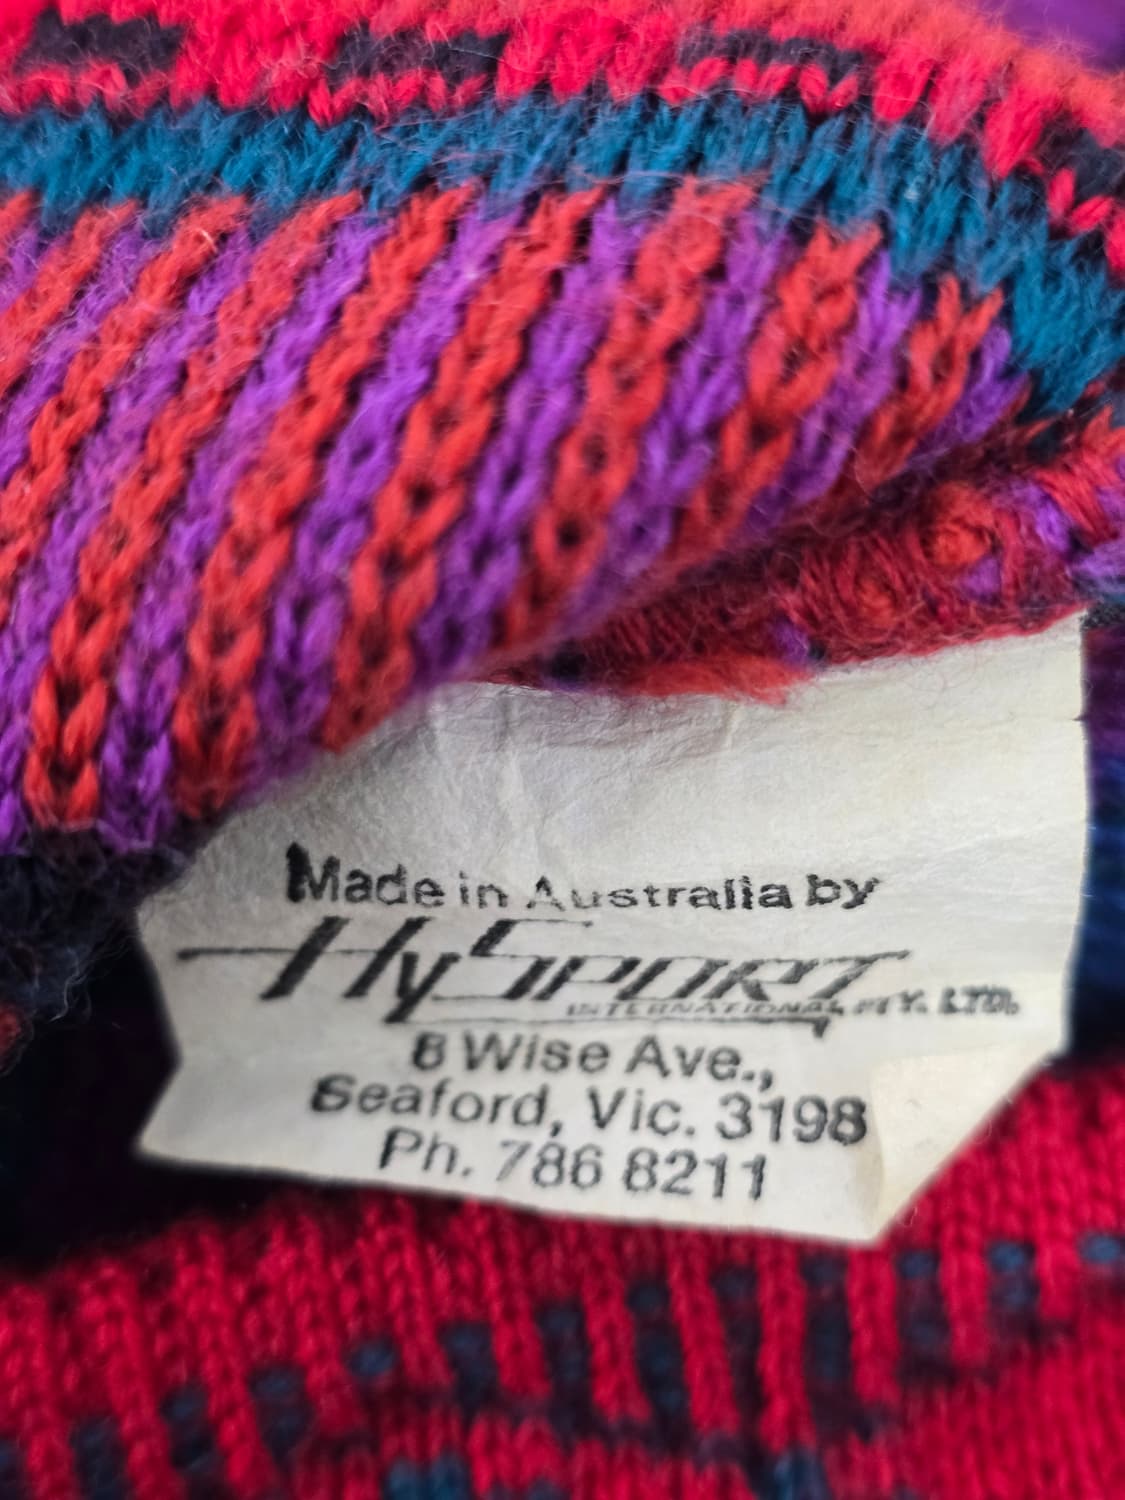 Made in Australia by
HySPORT
INTERNATIONAL PTY. LTD.
8 Wise Ave.,
Seaford, Vic. 3198
Ph. 786 8211